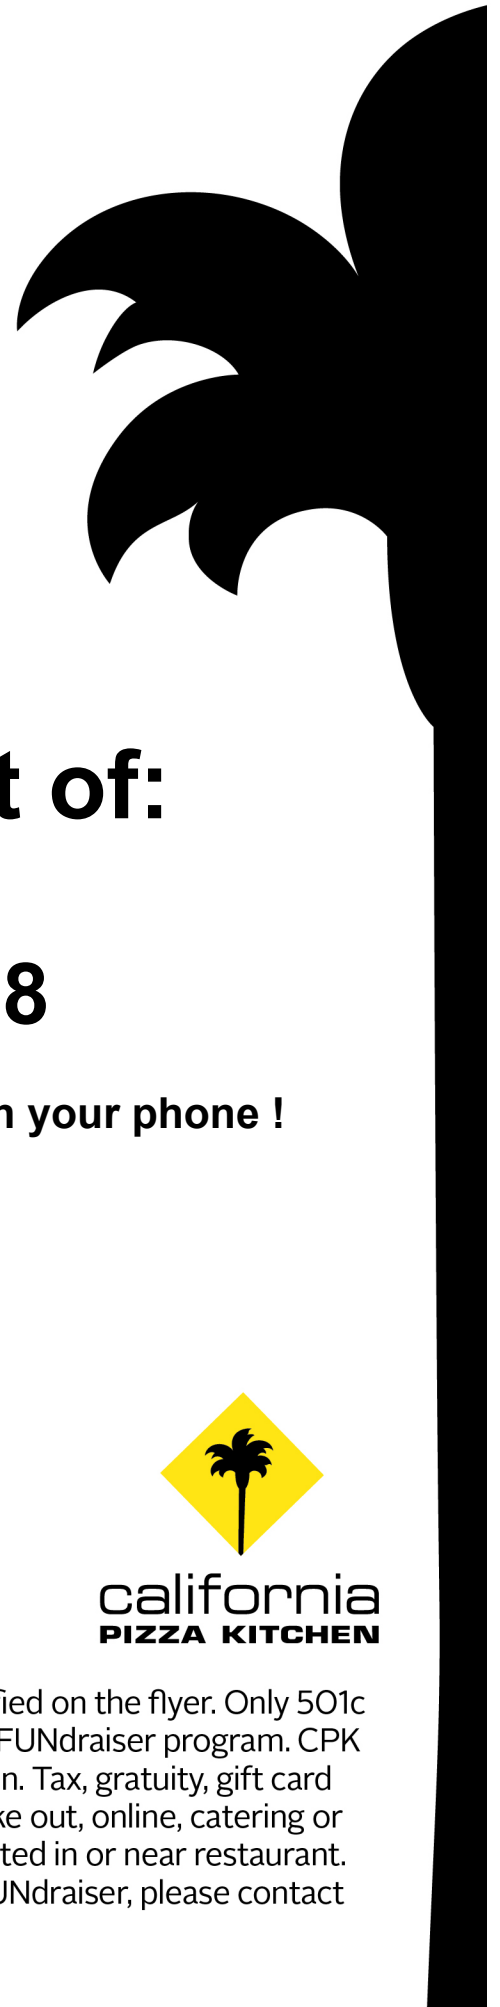 t of:
8
n your phone !
california
PIZZA KITCHEN
fied on the flyer. Only 501c
FUNdraiser program. CPK
n. Tax, gratuity, gift card
ke out, online, catering or
ted in or near restaurant.
UNdraiser, please contact